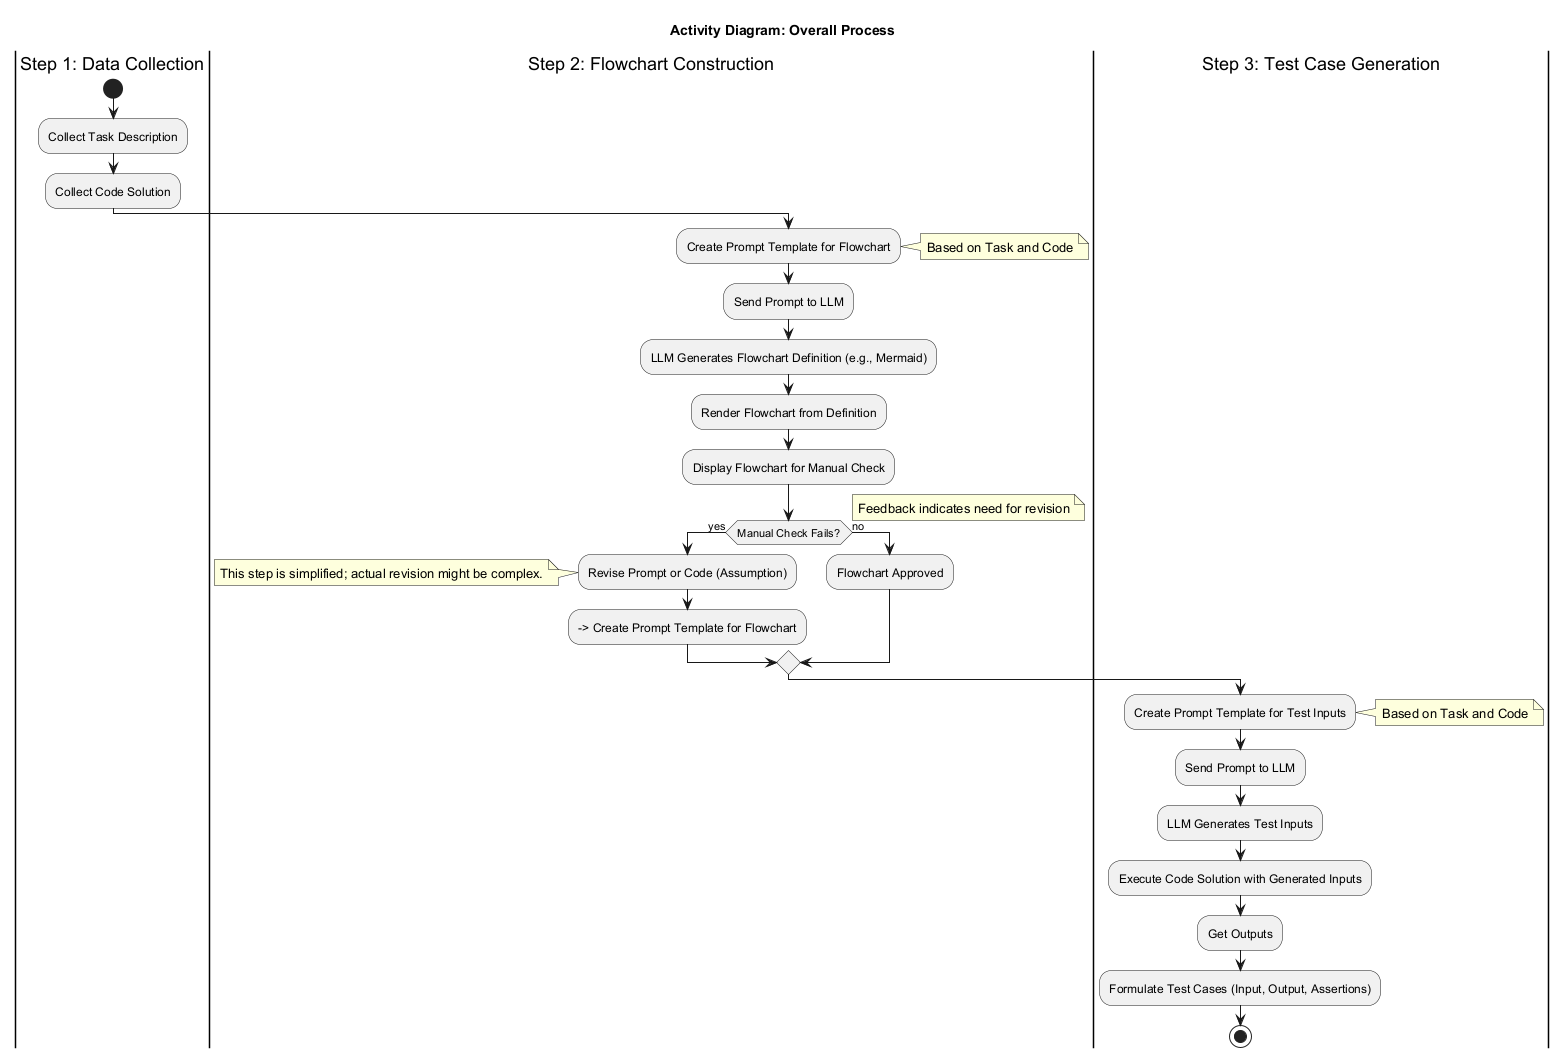 Activity Diagram: Overall Process
Step 1: Data Collection
Step 2: Flowchart Construction
Step 3: Test Case Generation
Collect Task Description
Collect Code Solution
Create Prompt Template for Flowchart
Based on Task and Code
Send Prompt to LLM
LLM Generates Flowchart Definition (e.g., Mermaid)
Render Flowchart from Definition
Display Flowchart for Manual Check
Feedback indicates need for revision
yes
Manual Check Fails?
no
This step is simplified; actual revision might be complex.
Revise Prompt or Code (Assumption)
Flowchart Approved
-> Create Prompt Template for Flowchart
Create Prompt Template for Test Inputs
Based on Task and Code
Send Prompt to LLM
LLM Generates Test Inputs
Execute Code Solution with Generated Inputs
Get Outputs
Formulate Test Cases (Input, Output, Assertions)